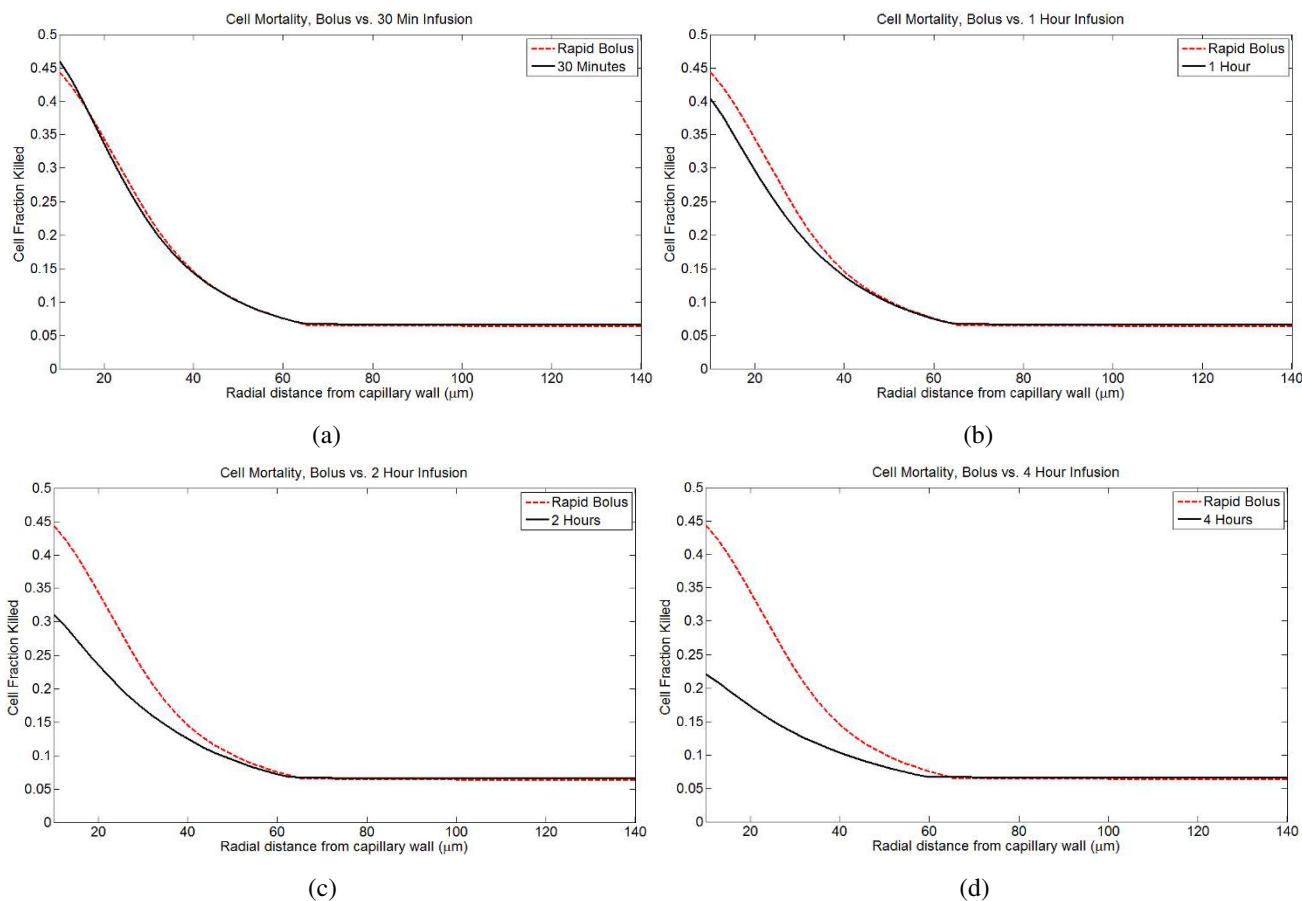 Cell Mortality, Bolus vs. 30 Min Infusion
0.5
0.45
0.4
0.35
0.3
0.25
0.2
0.15
0.1
0.05
0
Cell Fraction Killed
Rapid Bolus
30 Minutes
20 40 60 80 100 120 140
Radial distance from capillary wall (μm)
(a)
Cell Mortality, Bolus vs. 1 Hour Infusion
0.5
0.45
0.4
0.35
0.3
0.25
0.2
0.15
0.1
0.05
0
Cell Fraction Killed
Rapid Bolus
1 Hour
20 40 60 80 100 120 140
Radial distance from capillary wall (μm)
(b)
Cell Mortality, Bolus vs. 2 Hour Infusion
0.5
0.45
0.4
0.35
0.3
0.25
0.2
0.15
0.1
0.05
0
Cell Fraction Killed
Rapid Bolus
2 Hours
20 40 60 80 100 120 140
Radial distance from capillary wall (μm)
(c)
Cell Mortality, Bolus vs. 4 Hour Infusion
0.5
0.45
0.4
0.35
0.3
0.25
0.2
0.15
0.1
0.05
0
Cell Fraction Killed
Rapid Bolus
4 Hours
20 40 60 80 100 120 140
Radial distance from capillary wall (μm)
(d)